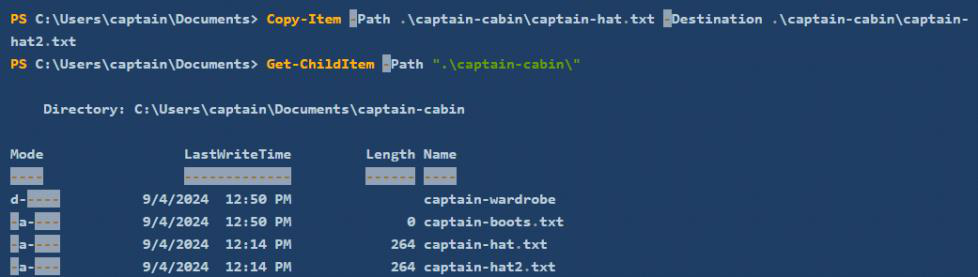 PS C:\Users\captain\Documents> Copy-Item -Path .\captain-cabin\captain-hat.txt -Destination .\captain-cabin\captain-
hat2.txt
PS C:\Users\captain\Documents> Get-ChildItem -Path ".\captain-cabin\"
Directory: C:\Users\captain\Documents\captain-cabin
Mode LastWriteTime Length Name
---- ------------- ------ ----
d----- 9/4/2024 12:50 PM captain-wardrobe
-a---- 9/4/2024 12:50 PM 0 captain-boots.txt
-a---- 9/4/2024 12:14 PM 264 captain-hat.txt
-a---- 9/4/2024 12:14 PM 264 captain-hat2.txt